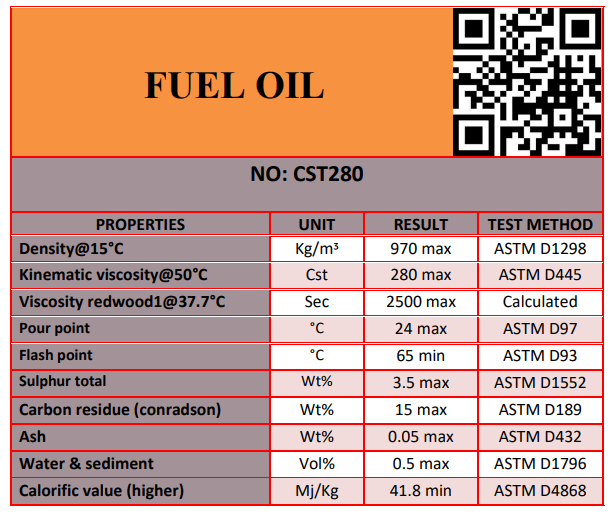 FUEL OIL
NO: CST280
PROPERTIES UNIT RESULT TEST METHOD
Density@15°C Kg/m³ 970 max ASTM D1298
Kinematic viscosity@50°C Cst 280 max ASTM D445
Viscosity redwood1@37.7°C Sec 2500 max Calculated
Pour point °C 24 max ASTM D97
Flash point °C 65 min ASTM D93
Sulphur total Wt% 3.5 max ASTM D1552
Carbon residue (conradson) Wt% 15 max ASTM D189
Ash Wt% 0.05 max ASTM D432
Water & sediment Vol% 0.5 max ASTM D1796
Calorific value (higher) Mj/Kg 41.8 min ASTM D4868